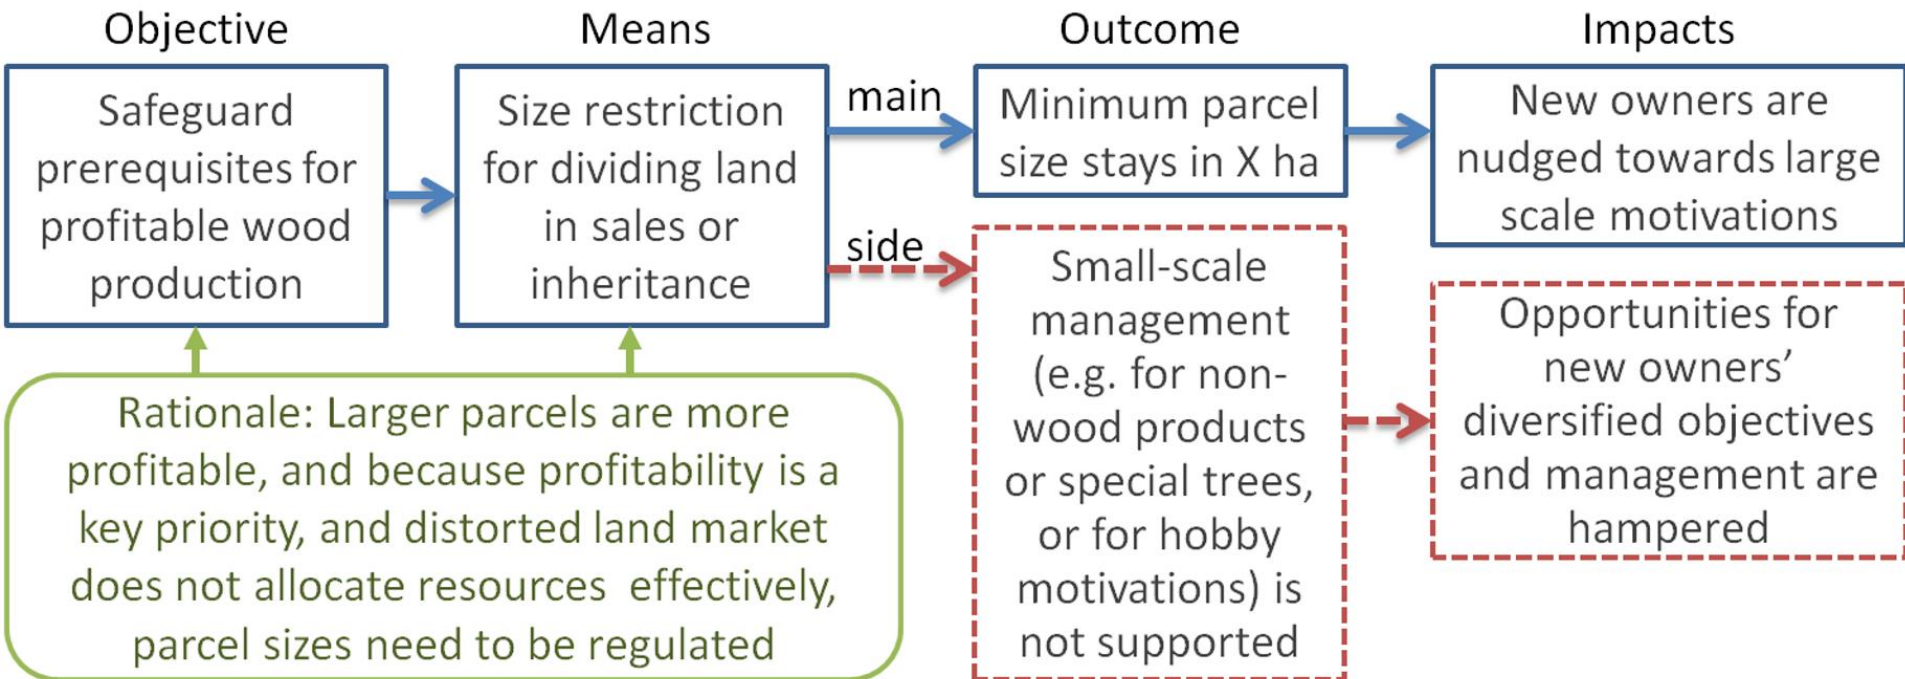 Objective
Safeguard
prerequisites for
profitable wood
production
Means
Size restriction
for dividing land
in sales or
inheritance
main
side
Outcome
Minimum parcel
size stays in X ha
Small-scale
management
(e.g. for non-
wood products
or special trees,
or for hobby
motivations) is
not supported
Impacts
New owners are
nudged towards large
scale motivations
Opportunities for
new owners’
diversified objectives
and management are
hampered
Rationale: Larger parcels are more
profitable, and because profitability is a
key priority, and distorted land market
does not allocate resources  effectively,
parcel sizes need to be regulated